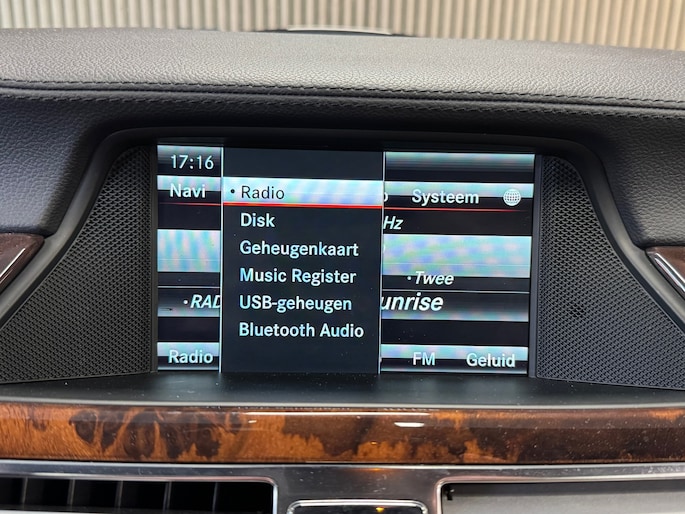 17:16
Navi
Systeem
• Radio
Disk
Hz
Geheugenkaart
Music Register
• Twee
USB-geheugen
• RAD
unrise
Bluetooth Audio
Radio
FM
Geluid